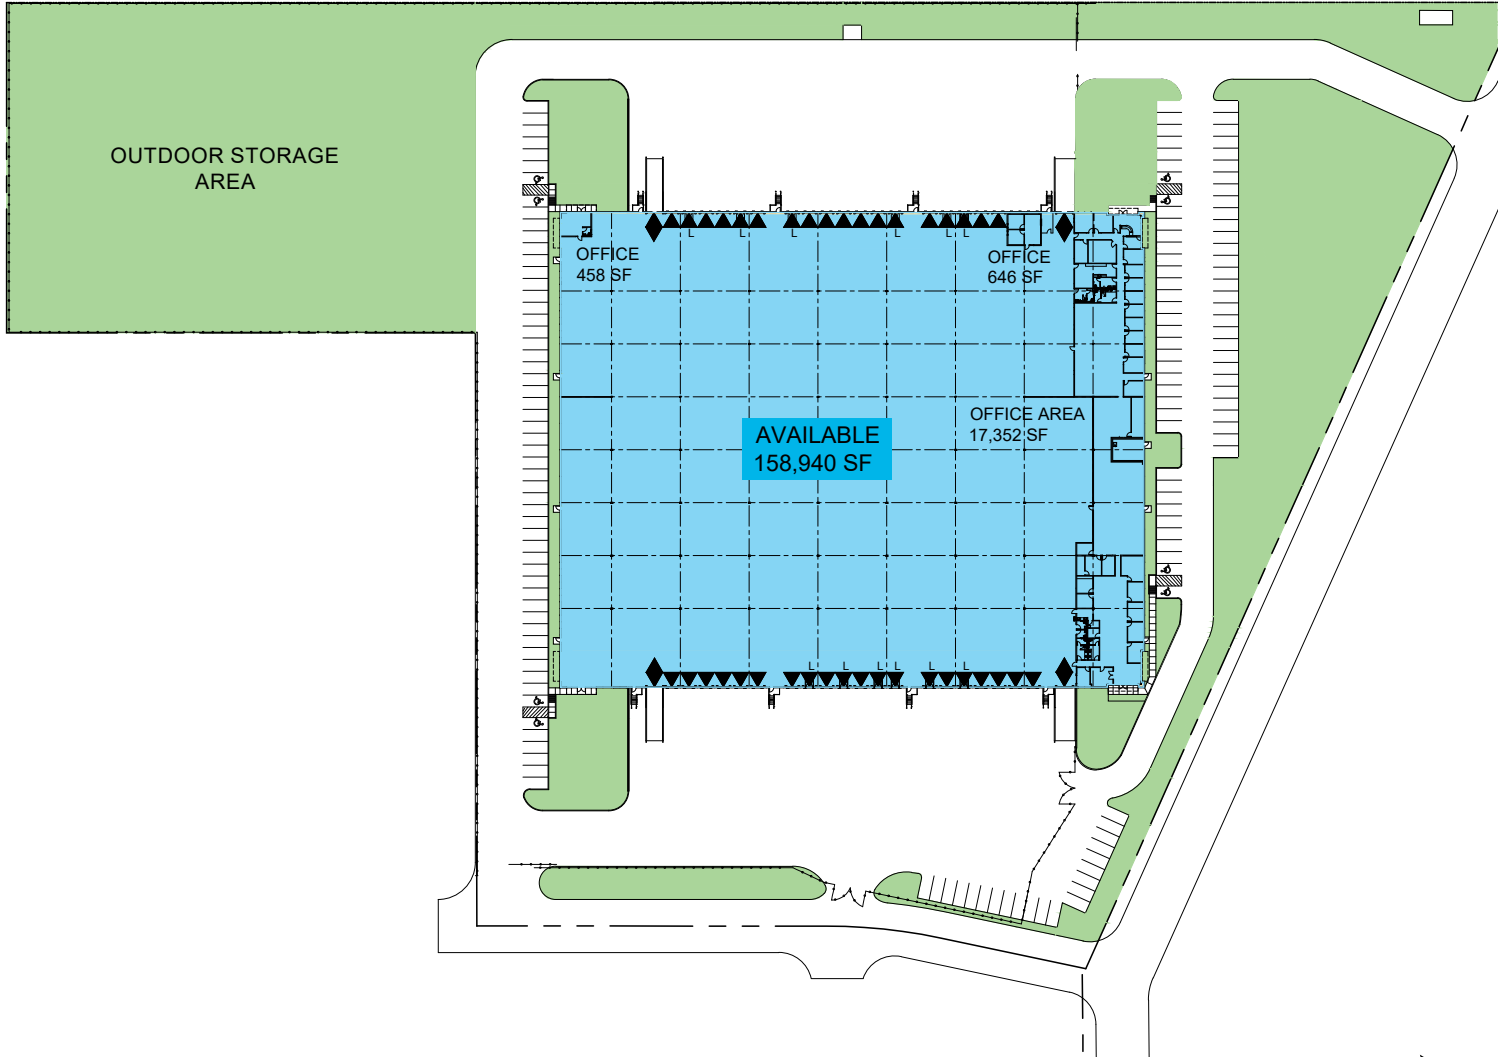 OUTDOOR STORAGE
AREA
OFFICE
458 SF
OFFICE
646 SF
L
L
L
L
L
L
OFFICE AREA
17,352 SF
AVAILABLE
158,940 SF
L
L
L
L
L
L